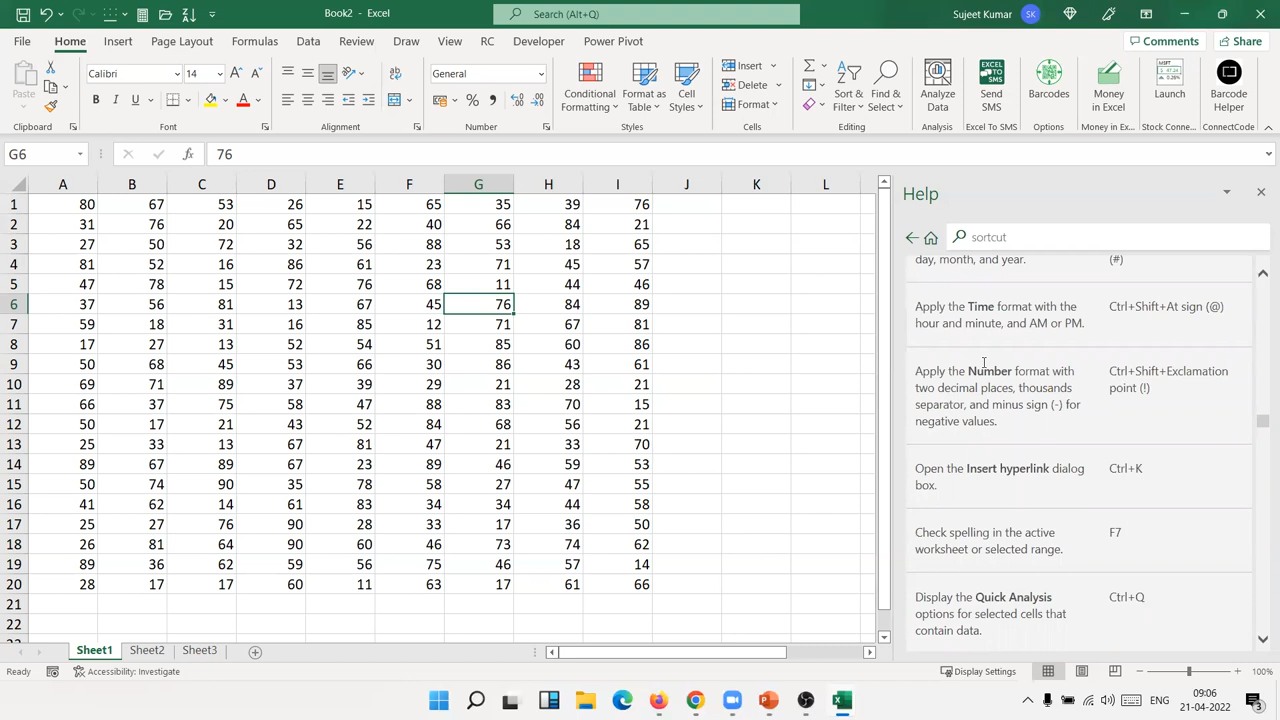 Book2 - Excel
Search (Alt+Q)
Sujeet Kumar
SK
File Home Insert Page Layout Formulas Data Review Draw View RC Developer Power Pivot
Comments Share
Paste
Calibri 14
B I U
General
Conditional Formatting
Format as Table
Cell Styles
Insert
Delete
Format
Sort & Filter
Find & Select
Analyze Data
Send SMS
Barcodes
Money in Excel
Launch
Barcode Helper
Clipboard Font Alignment Number Styles Cells Editing Analysis Excel To SMS Options Money in Ex... Stock Conne... ConnectCode
G6 fx 76
A B C D E F G H I J K L
1 80 67 53 26 15 65 35 39 76
2 31 76 20 65 22 40 66 84 21
3 27 50 72 32 56 88 53 18 65
4 81 52 16 86 61 23 71 45 57
5 47 78 15 72 76 68 11 44 46
6 37 56 81 13 67 45 76 84 89
7 59 18 31 16 85 12 71 67 81
8 17 27 13 52 54 51 85 60 86
9 50 68 45 53 66 30 86 43 61
10 69 71 89 37 29 29 21 28 21
11 66 37 75 58 47 88 83 70 15
12 50 17 21 43 52 84 68 56 21
13 25 33 13 67 81 47 21 33 70
14 89 67 89 67 23 89 46 59 53
15 50 74 90 35 78 58 27 47 55
16 41 62 14 61 83 34 34 44 58
17 25 27 76 90 28 33 17 36 50
18 26 81 64 90 60 46 73 74 62
19 89 36 62 59 56 75 46 57 14
20 28 17 17 60 11 63 17 61 66
21
22
Help
sortcut
day, month, and year. (#)
Apply the Time format with the Ctrl+Shift+At sign (@)
hour and minute, and AM or PM.
Apply the Number format with Ctrl+Shift+Exclamation
two decimal places, thousands point (!)
separator, and minus sign (-) for
negative values.
Open the Insert hyperlink dialog Ctrl+K
box.
Check spelling in the active F7
worksheet or selected range.
Display the Quick Analysis Ctrl+Q
options for selected cells that
contain data.
Sheet1 Sheet2 Sheet3
Ready Accessibility: Investigate Display Settings 100%
ENG
09:06
21-04-2022
3